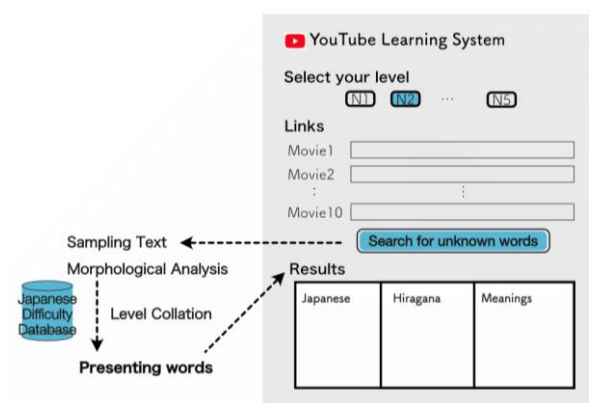 YouTube Learning System
Select your level
N1 N2 ... N5
Links
Movie1
Movie2
:
:
Movie10
Search for unknown words
Sampling Text
Morphological Analysis
Japanese
Difficulty
Database
Level Collation
Presenting words
Results
Japanese Hiragana Meanings